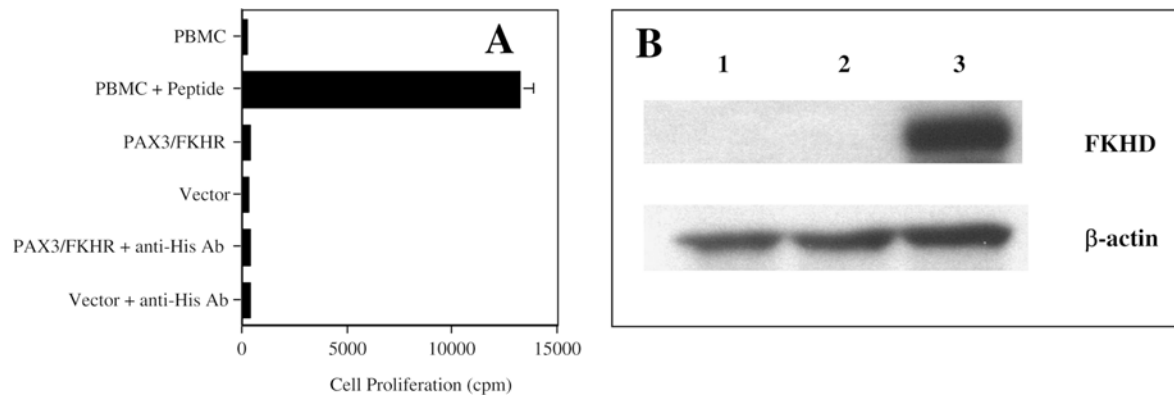 A
PBMC
PBMC + Peptide
PAX3/FKHR
Vector
PAX3/FKHR + anti-His Ab
Vector + anti-His Ab
0 5000 10000 15000
Cell Proliferation (cpm)
B
1 2 3
FKHD
β-actin